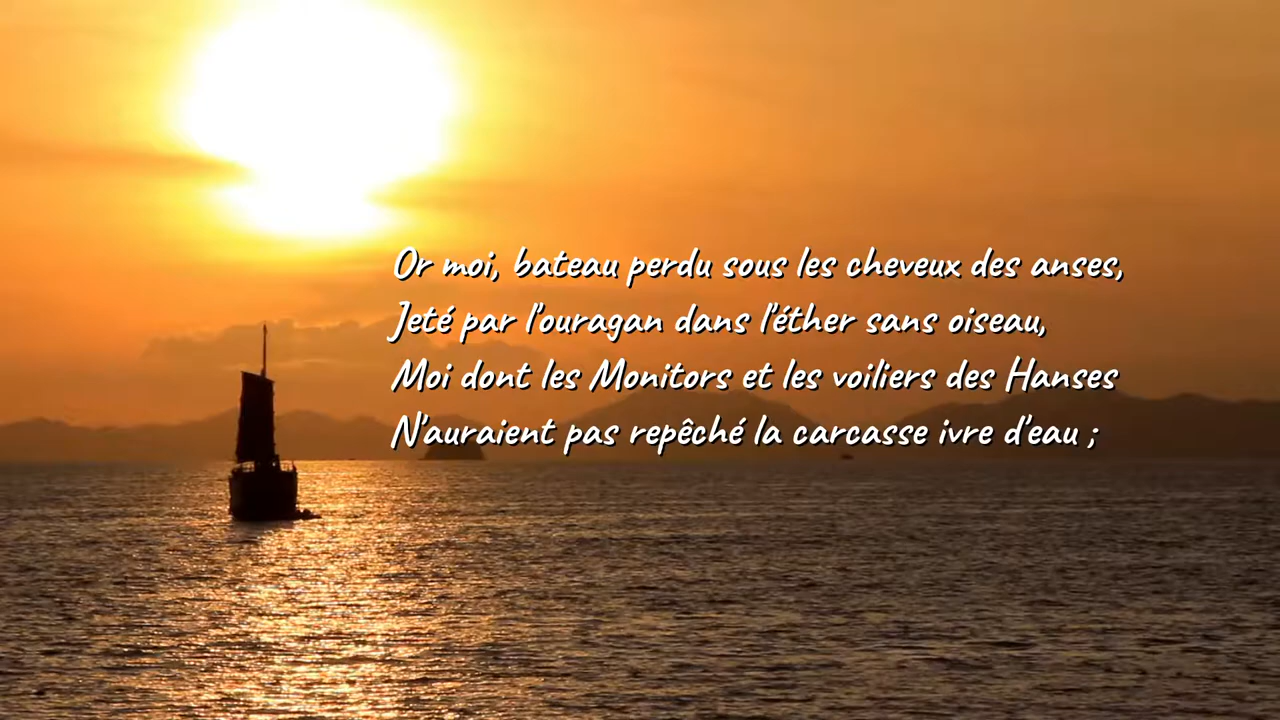 Or moi, bateau perdu sous les cheveux des anses,
Jeté par l'ouragan dans l'éther sans oiseau,
Moi dont les Monitors et les voiliers des Hanses
N'auraient pas repêché la carcasse ivre d'eau ;